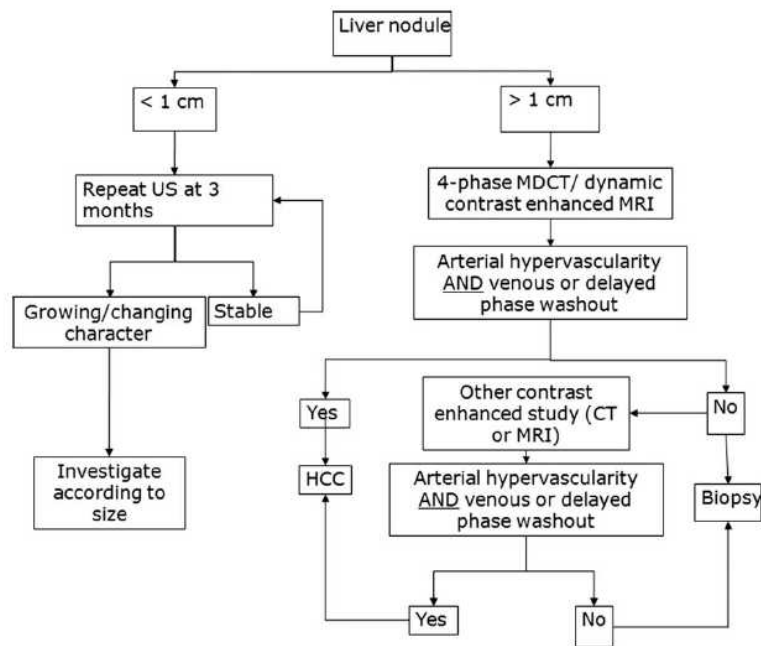 Liver nodule
< 1 cm
> 1 cm
Repeat US at 3
months
4-phase MDCT/ dynamic
contrast enhanced MRI
Growing/changing
character
Stable
Arterial hypervascularity
AND venous or delayed
phase washout
Investigate
according to
size
Yes
Other contrast
enhanced study (CT
or MRI)
No
HCC
Arterial hypervascularity
AND venous or delayed
phase washout
Biopsy
Yes
No